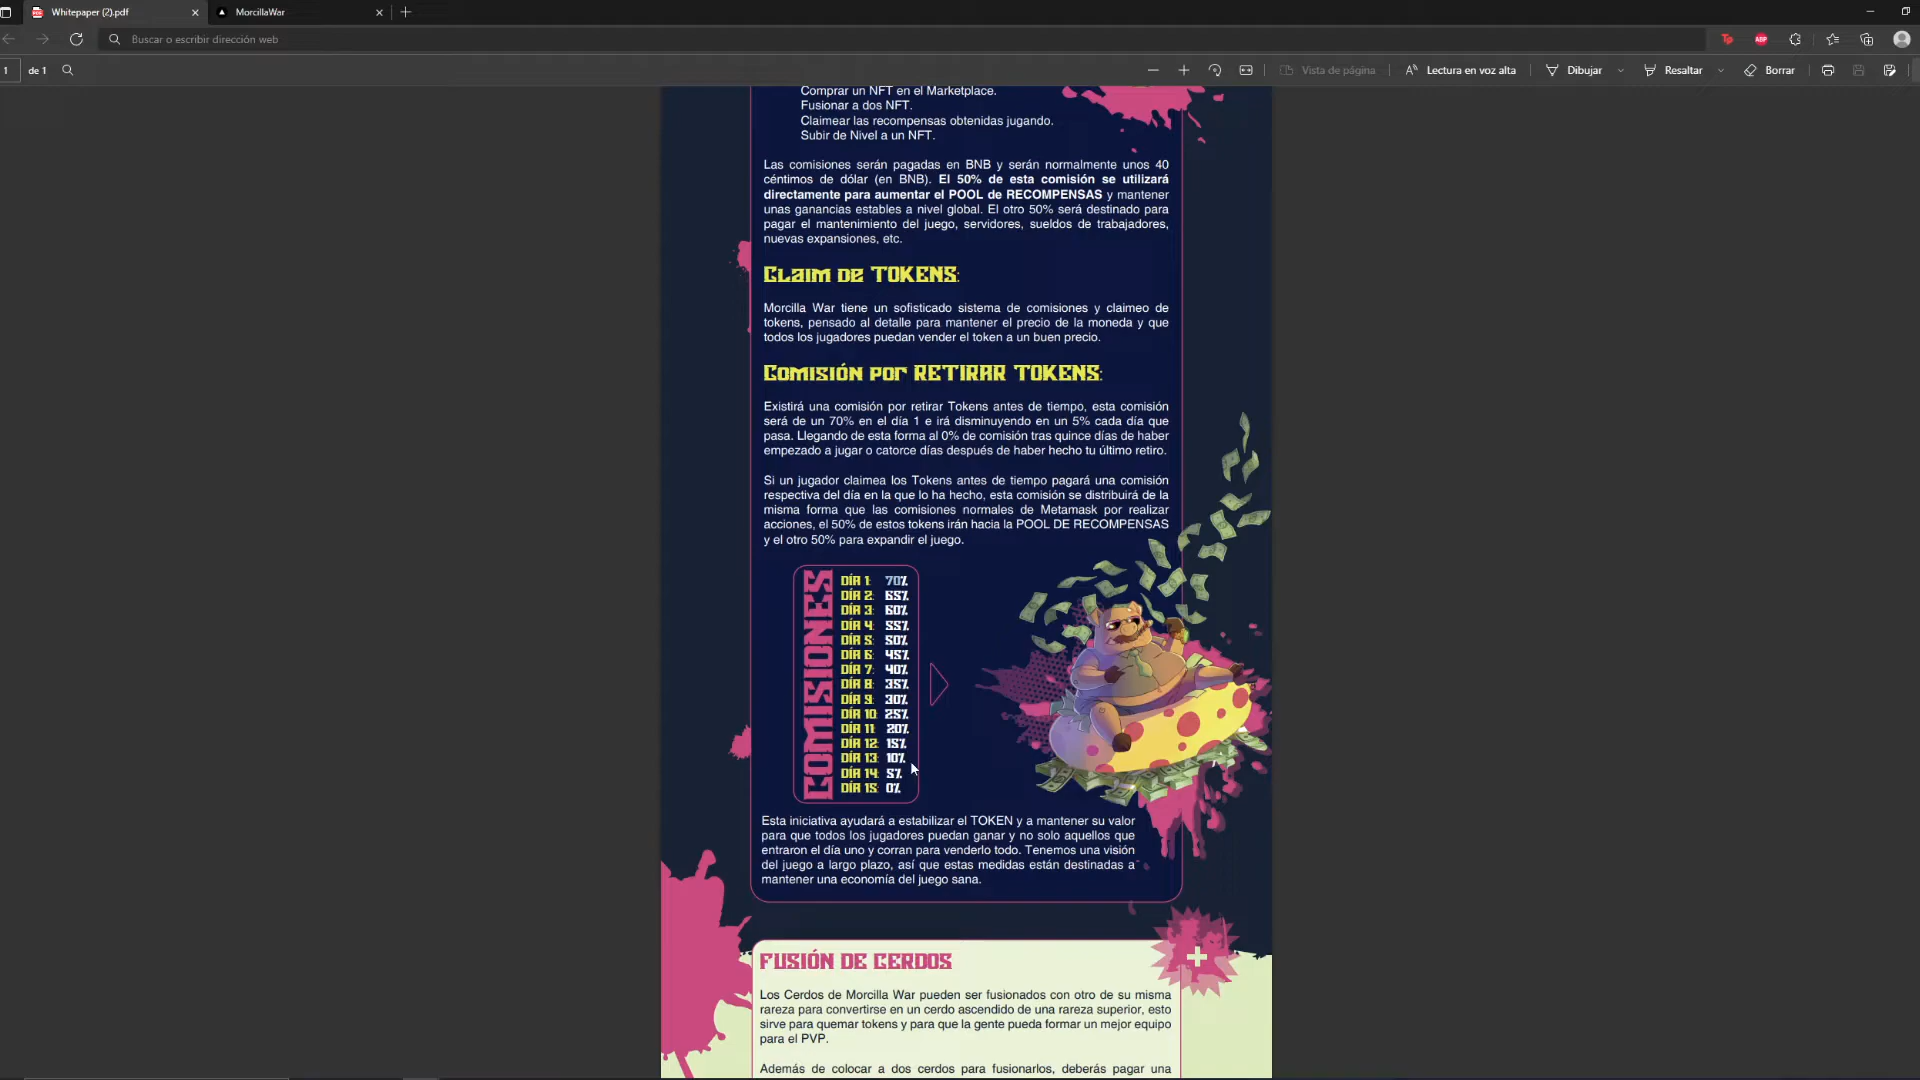 Whitepaper (2).pdf
MorcillaWar
Buscar o escribir dirección web
ABP
1 de 1
Vista de página
Lectura en voz alta
Dibujar
Resaltar
Borrar
Comprar un NFT en el Marketplace.
Fusionar a dos NFT.
Claimear las recompensas obtenidas jugando.
Subir de Nivel a un NFT.
Las comisiones serán pagadas en BNB y serán normalmente unos 40
céntimos de dólar (en BNB). El 50% de esta comisión se utilizará
directamente para aumentar el POOL de RECOMPENSAS y mantener
unas ganancias estables a nivel global. El otro 50% será destinado para
pagar el mantenimiento del juego, servidores, sueldos de trabajadores,
nuevas expansiones, etc.
Claim de TOKENS:
Morcilla War tiene un sofisticado sistema de comisiones y claimeo de
tokens, pensado al detalle para mantener el precio de la moneda y que
todos los jugadores puedan vender el token a un buen precio.
Comisión por RETIRAR TOKENS:
Existirá una comisión por retirar Tokens antes de tiempo, esta comisión
será de un 70% en el día 1 e irá disminuyendo en un 5% cada día que
pasa. Llegando de esta forma al 0% de comisión tras quince días de haber
empezado a jugar o catorce días después de haber hecho tu último retiro.
Si un jugador claimea los Tokens antes de tiempo pagará una comisión
respectiva del día en la que lo ha hecho, esta comisión se distribuirá de la
misma forma que las comisiones normales de Metamask por realizar
acciones, el 50% de estos tokens irán hacia la POOL DE RECOMPENSAS
y el otro 50% para expandir el juego.
COMISIONES
DÍA 1: 70%
DÍA 2: 65%
DÍA 3: 60%
DÍA 4: 55%
DÍA 5: 50%
DÍA 6: 45%
DÍA 7: 40%
DÍA 8: 35%
DÍA 9: 30%
DÍA 10: 25%
DÍA 11: 20%
DÍA 12: 15%
DÍA 13: 10%
DÍA 14: 5%
DÍA 15: 0%
Esta iniciativa ayudará a estabilizar el TOKEN y a mantener su valor
para que todos los jugadores puedan ganar y no solo aquellos que
entraron el día uno y corran para venderlo todo. Tenemos una visión
del juego a largo plazo, así que estas medidas están destinadas a
mantener una economía del juego sana.
FUSIÓN DE CERDOS
Los Cerdos de Morcilla War pueden ser fusionados con otro de su misma
rareza para convertirse en un cerdo ascendido de una rareza superior, esto
sirve para quemar tokens y para que la gente pueda formar un mejor equipo
para el PVP.
Además de colocar a dos cerdos para fusionarlos, deberás pagar una